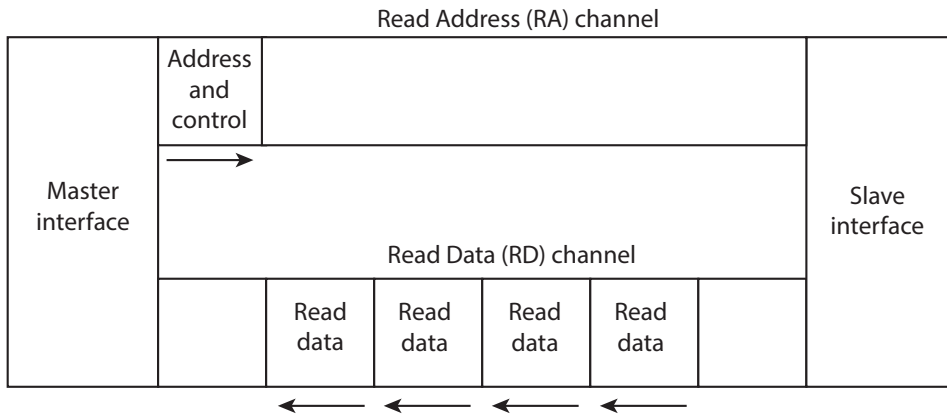 Read Address (RA) channel
Address
and
control
Master
interface
Slave
interface
Read Data (RD) channel
Read
data
Read
data
Read
data
Read
data